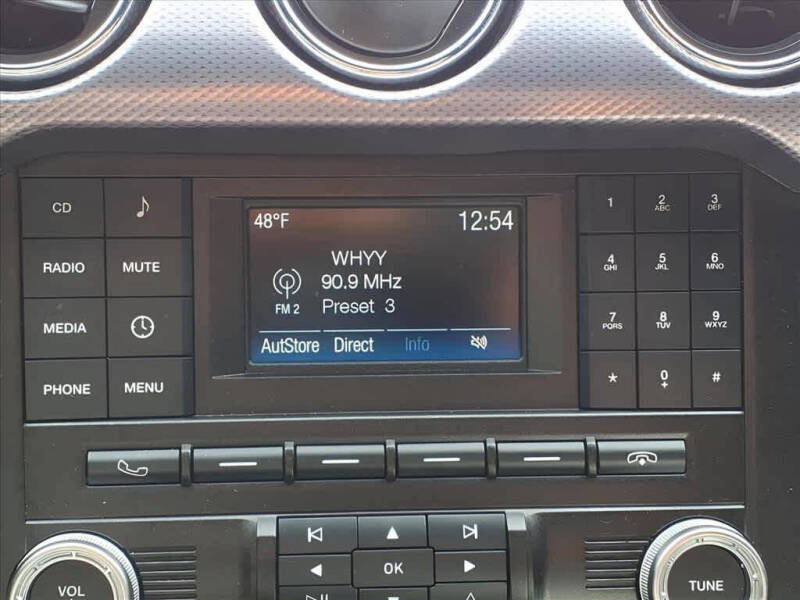 CD
RADIO MUTE
MEDIA
PHONE MENU
48°F 12:54
WHYY
90.9 MHz
FM 2 Preset 3
AutStore Direct Info
1 2 ABC 3 DEF
4 GHI 5 JKL 6 MNO
7 PQRS 8 TUV 9 WXYZ
* 0 + #
OK
VOL
TUNE